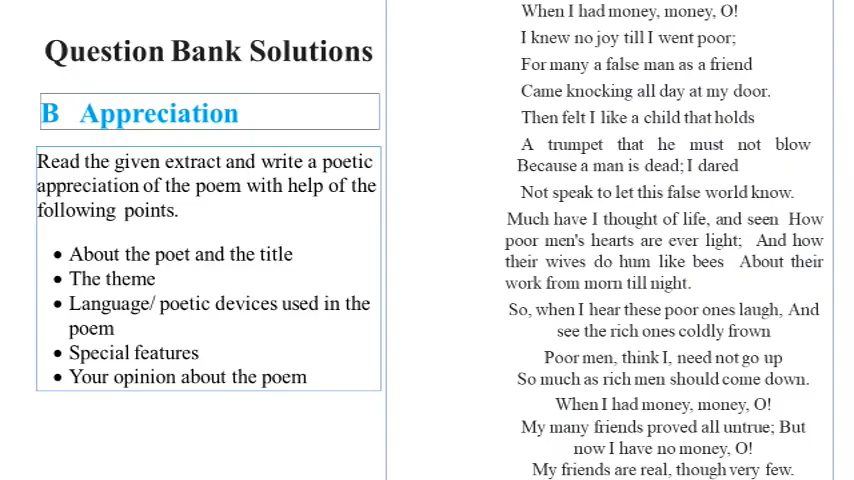 Question Bank Solutions
B Appreciation
Read the given extract and write a poetic
appreciation of the poem with help of the
following points.
• About the poet and the title
• The theme
• Language/ poetic devices used in the
poem
• Special features
• Your opinion about the poem
When I had money, money, O!
I knew no joy till I went poor;
For many a false man as a friend
Came knocking all day at my door.
Then felt I like a child that holds
A trumpet that he must not blow
Because a man is dead; I dared
Not speak to let this false world know.
Much have I thought of life, and seen How
poor men's hearts are ever light; And how
their wives do hum like bees About their
work from morn till night.
So, when I hear these poor ones laugh, And
see the rich ones coldly frown
Poor men, think I, need not go up
So much as rich men should come down.
When I had money, money, O!
My many friends proved all untrue; But
now I have no money, O!
My friends are real, though very few.